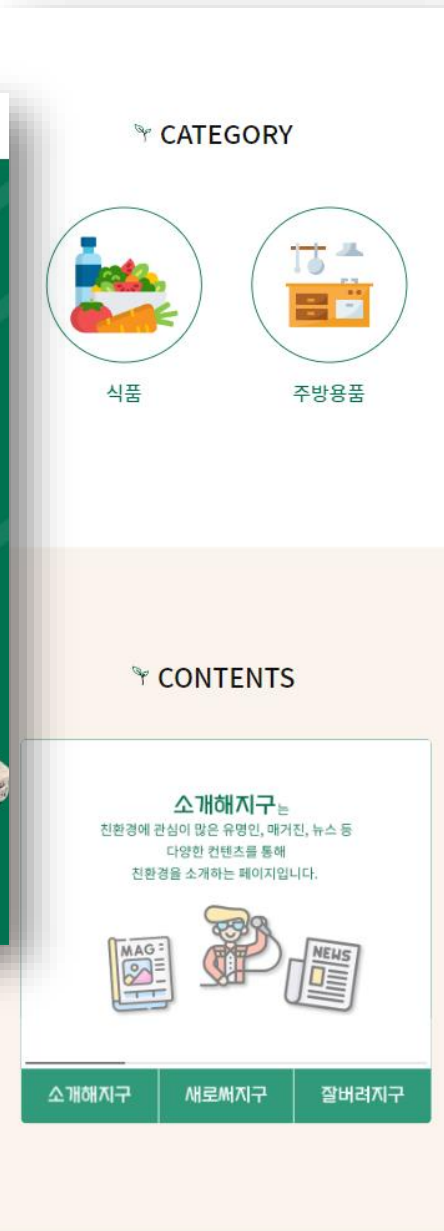 CATEGORY
식품
주방용품
CONTENTS
소개해지구는
친환경에 관심이 많은 유명인, 매거진, 뉴스 등
다양한 컨텐츠를 통해
친환경을 소개하는 페이지입니다.
MAG
NEWS
소개해지구
새로써지구
잘버려지구